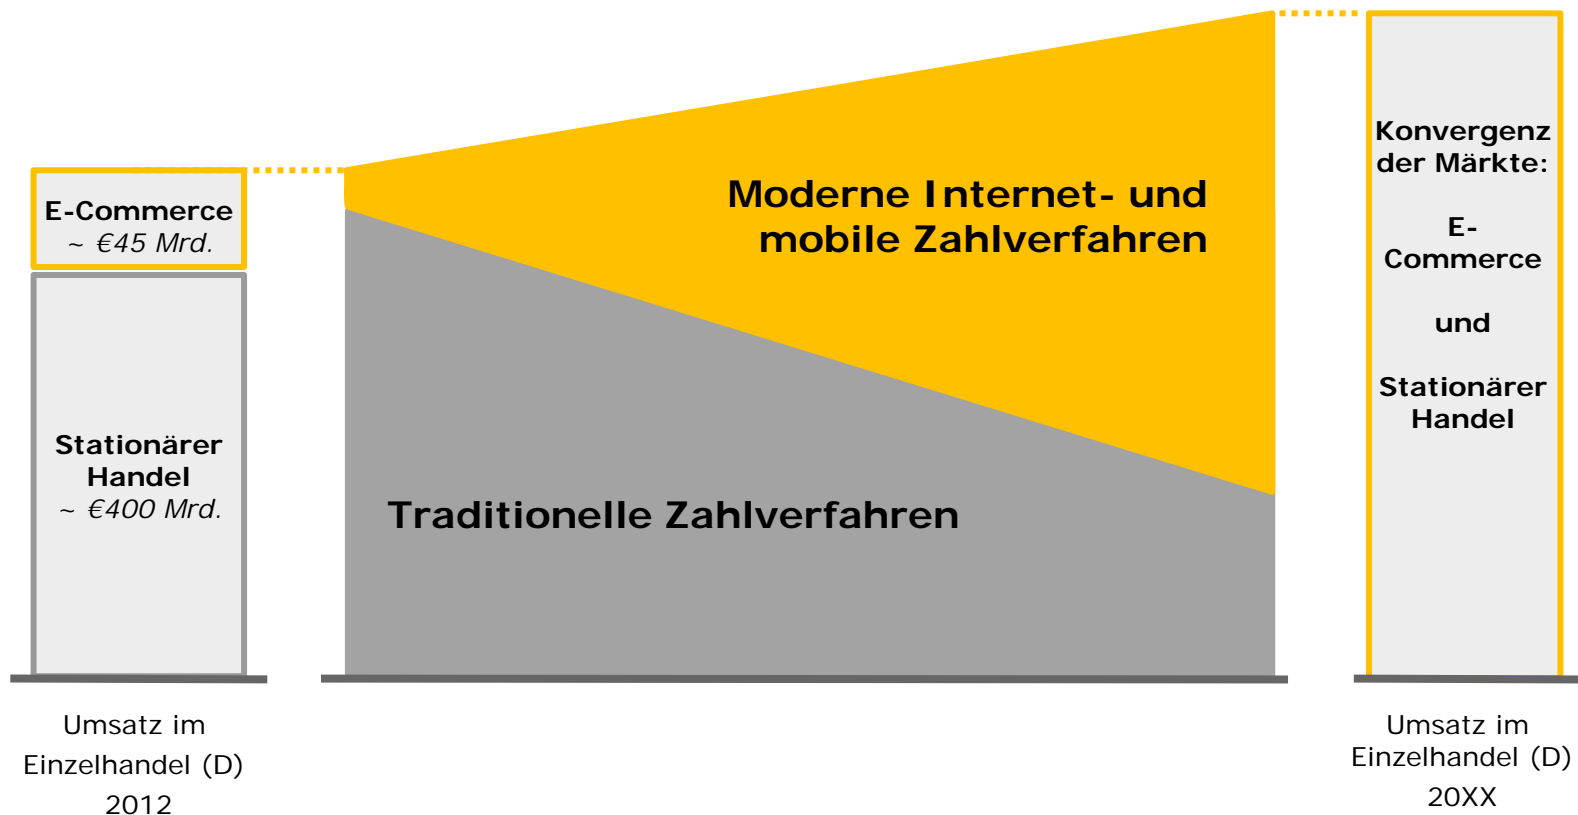 E-Commerce
~ €45 Mrd.
Stationärer
Handel
~ €400 Mrd.
Umsatz im
Einzelhandel (D)
2012
Moderne Internet- und
mobile Zahlverfahren
Traditionelle Zahlverfahren
Konvergenz
der Märkte:
E-
Commerce
und
Stationärer
Handel
Umsatz im
Einzelhandel (D)
20XX